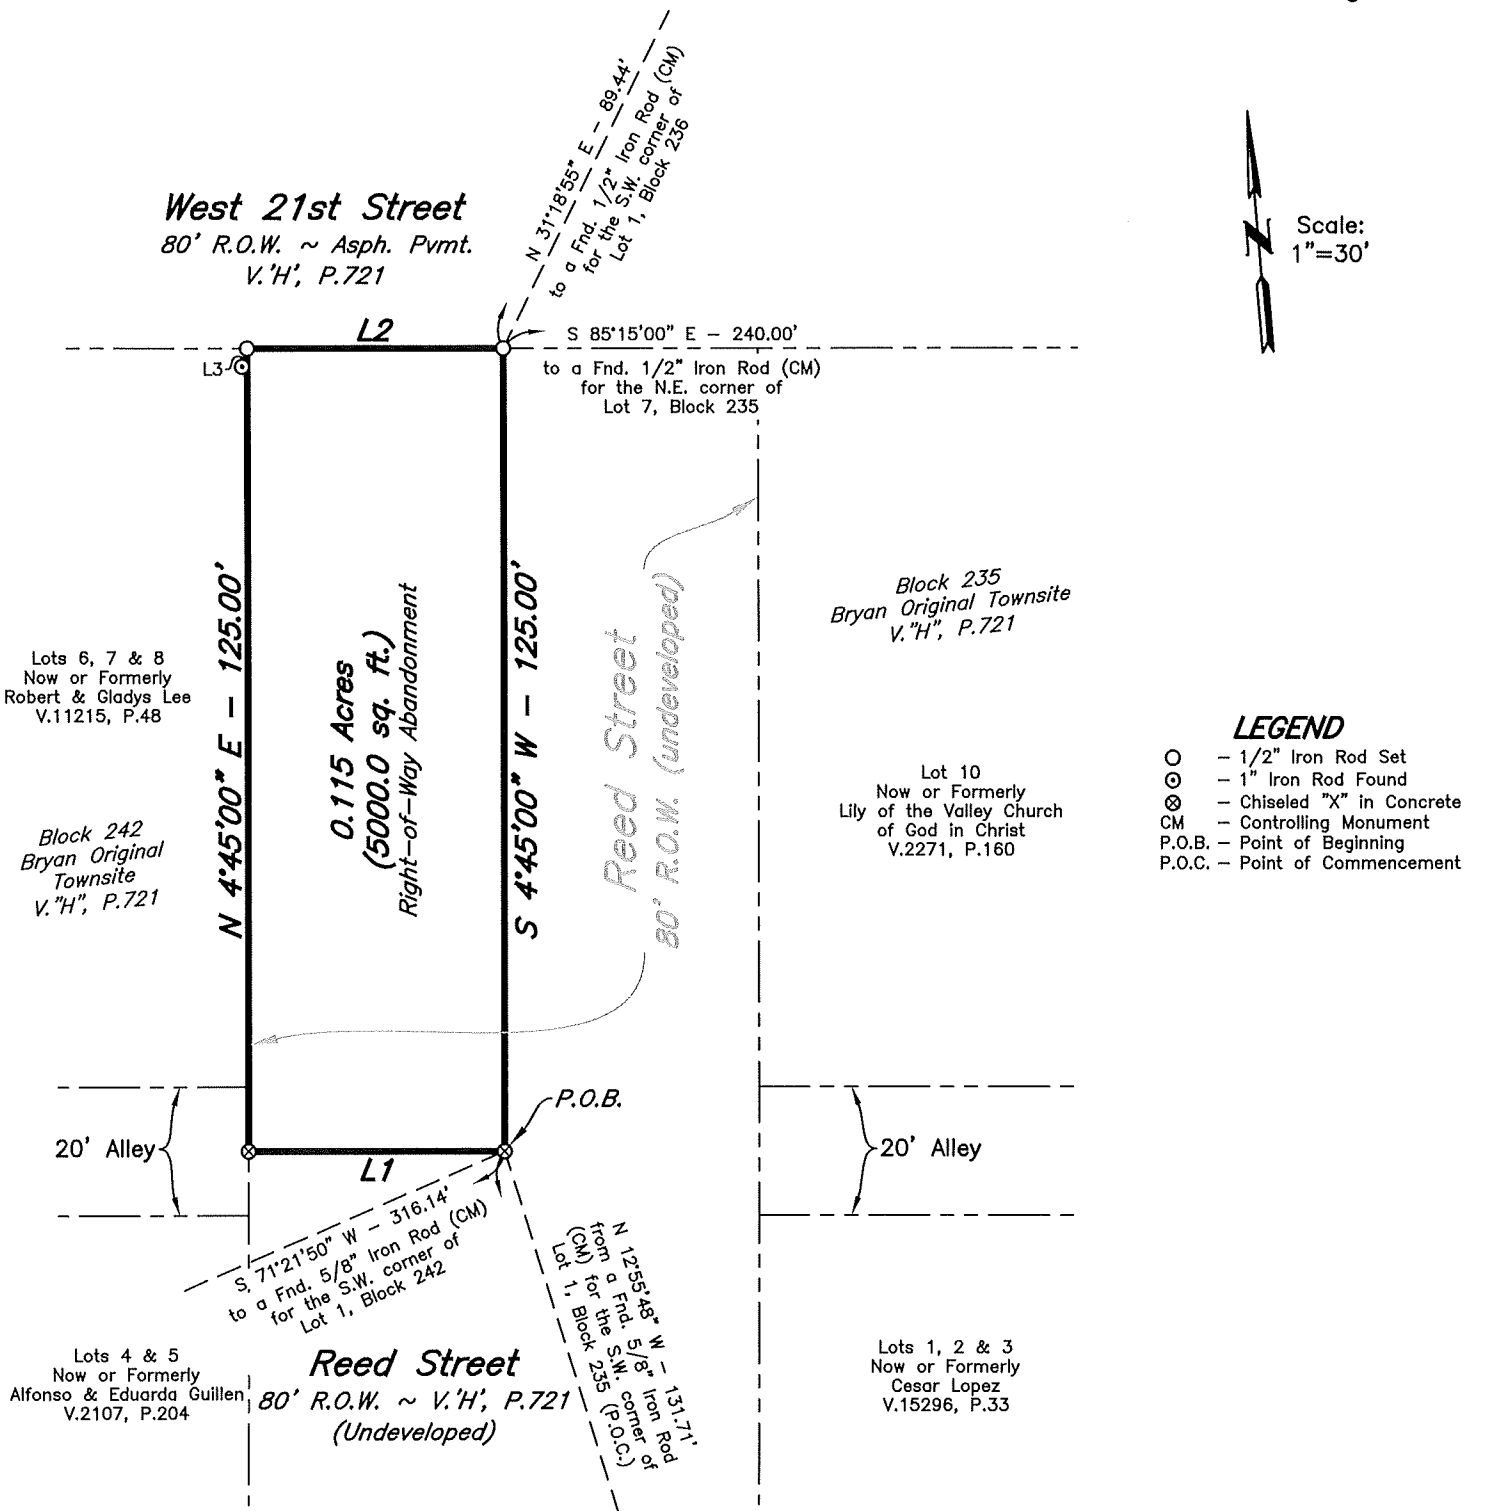 N 31°18'55" E - 89.44'
to a Fnd. 1/2" Iron Rod (CM)
for the S.W. corner of
Lot 1, Block 236
West 21st Street
80' R.O.W. ~ Asph. Pvmt.
V.'H', P.721
N
Scale:
1"=30'
L2
S 85°15'00" E - 240.00'
to a Fnd. 1/2" Iron Rod (CM)
for the N.E. corner of
Lot 7, Block 235
L3
N 4°45'00" E - 125.00'
0.115 Acres
(5000.0 sq. ft.)
Right-of-Way Abandonment
S 4°45'00" W - 125.00'
Reed Street
80' R.O.W. (undeveloped)
Block 235
Bryan Original Townsite
V."H", P.721
Lots 6, 7 & 8
Now or Formerly
Robert & Gladys Lee
V.11215, P.48
Block 242
Bryan Original
Townsite
V."H", P.721
Lot 10
Now or Formerly
Lily of the Valley Church
of God in Christ
V.2271, P.160
LEGEND
- 1/2" Iron Rod Set
- 1" Iron Rod Found
- Chiseled "X" in Concrete
CM - Controlling Monument
P.O.B. - Point of Beginning
P.O.C. - Point of Commencement
P.O.B.
20' Alley
L1
20' Alley
S 71°21'50" W - 316.14'
to a Fnd. 5/8" Iron Rod (CM)
for the S.W. corner of
Lot 1, Block 242
N 12°55'48" W - 131.71'
from a Fnd. 5/8" Iron Rod
(CM) for the S.W. corner of
Lot 1, Block 235 (P.O.C.)
Lots 4 & 5
Now or Formerly
Alfonso & Eduarda Guillen
V.2107, P.204
Reed Street
80' R.O.W. ~ V.'H', P.721
(Undeveloped)
Lots 1, 2 & 3
Now or Formerly
Cesar Lopez
V.15296, P.33